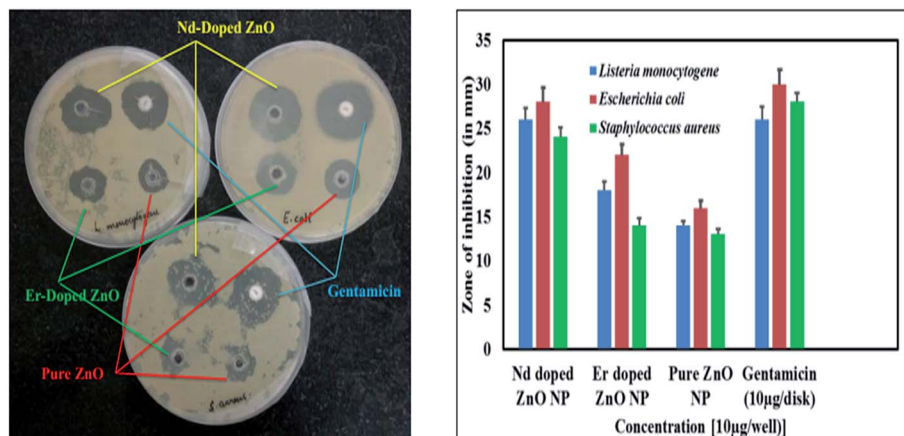 Nd-Doped ZnO
L. monocytogenes
E. coli
Er-Doped ZnO
Gentamicin
Pure ZnO
S. aureus
35
30
25
20
15
10
5
0
Zone of inhibition (in mm)
Listeria monocytogene
Escherichia coli
Staphylococcus aureus
Nd doped
ZnO NP
Er doped
ZnO NP
Pure ZnO
NP
Gentamicin
(10µg/disk)
Concentration [10µg/well)]